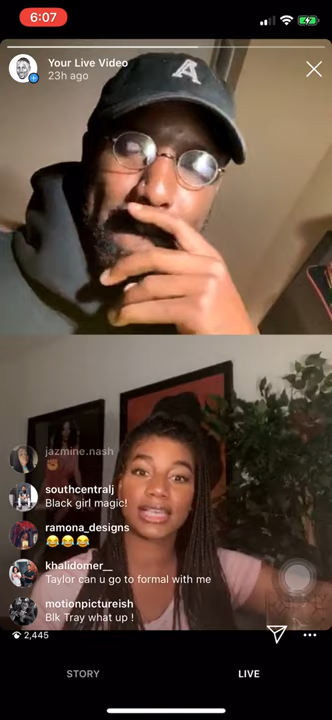 6:07
Your Live Video
23h ago
A
jazmine.nash
southcentralj
Black girl magic!
ramona_designs
😂😂😂
khalidomer__
Taylor can u go to formal with me
motionpictureish
Blk Tray what up !
2,445
STORY
LIVE